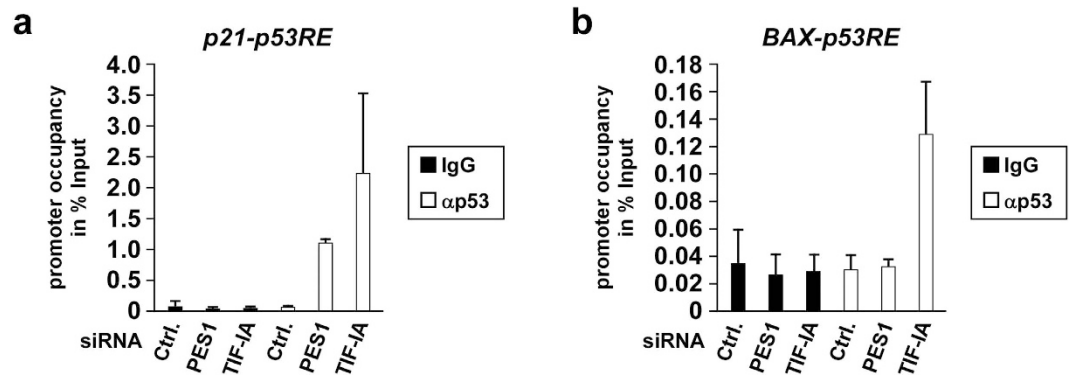 a
p21-p53RE
promoter occupancy
in % Input
4.0
3.5
3.0
2.5
2.0
1.5
1.0
0.5
0
siRNA
Ctrl.
PES1
TIF-IA
Ctrl.
PES1
TIF-IA
IgG
αp53
b
BAX-p53RE
promoter occupancy
in % Input
0.18
0.16
0.14
0.12
0.10
0.08
0.06
0.04
0.02
0
siRNA
Ctrl.
PES1
TIF-IA
Ctrl.
PES1
TIF-IA
IgG
αp53